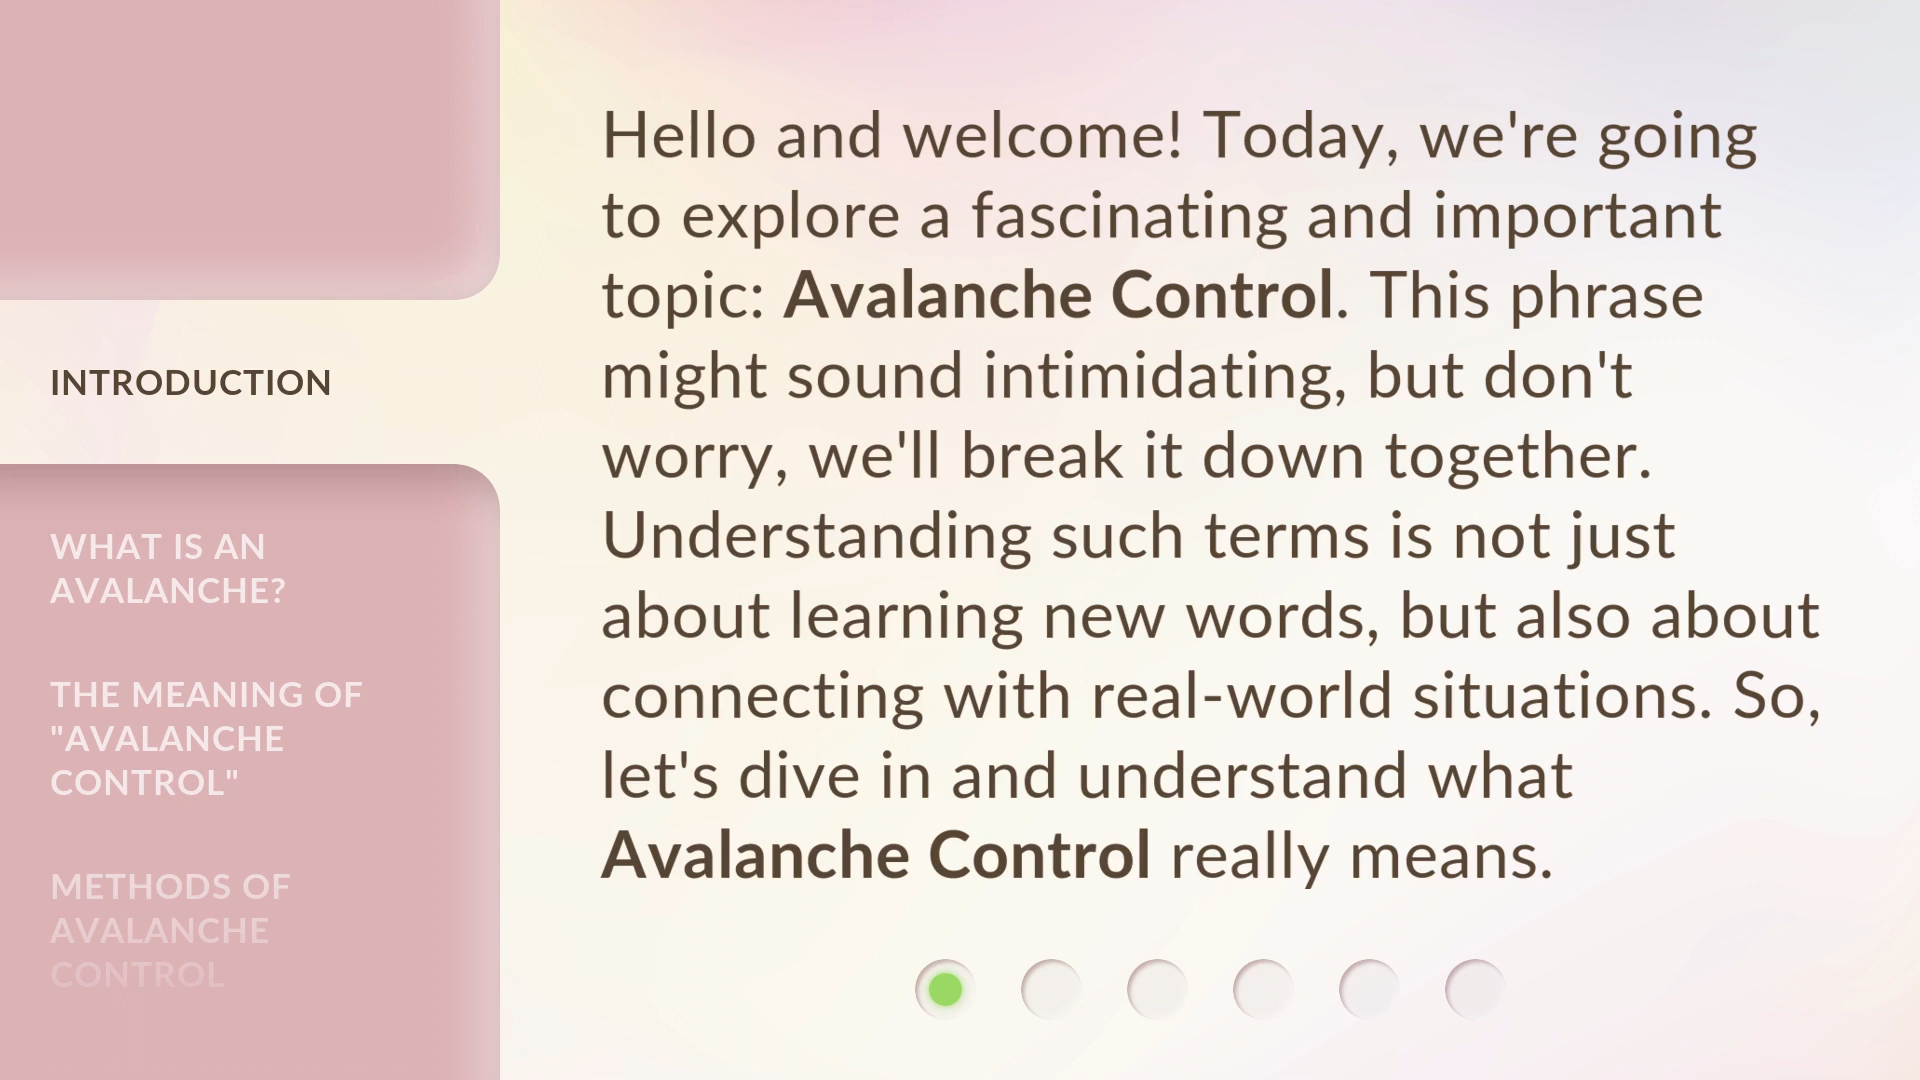 INTRODUCTION
WHAT IS AN
AVALANCHE?
THE MEANING OF
"AVALANCHE
CONTROL"
METHODS OF
AVALANCHE
CONTROL
Hello and welcome! Today, we're going
to explore a fascinating and important
topic: Avalanche Control. This phrase
might sound intimidating, but don't
worry, we'll break it down together.
Understanding such terms is not just
about learning new words, but also about
connecting with real-world situations. So,
let's dive in and understand what
Avalanche Control really means.